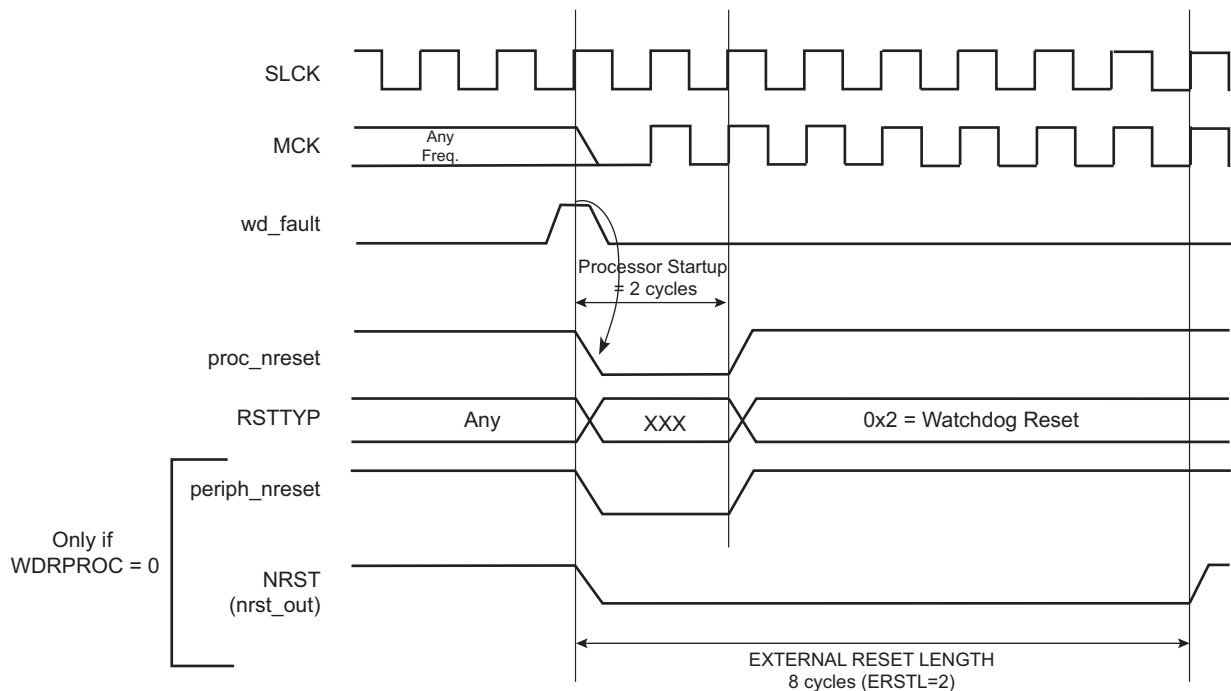 SLCK
MCK
Any
Freq.
wd_fault
Processor Startup
= 2 cycles
proc_nreset
RSTTYP
Any
XXX
0x2 = Watchdog Reset
periph_nreset
Only if
WDRPROC = 0
NRST
(nrst_out)
EXTERNAL RESET LENGTH
8 cycles (ERSTL=2)